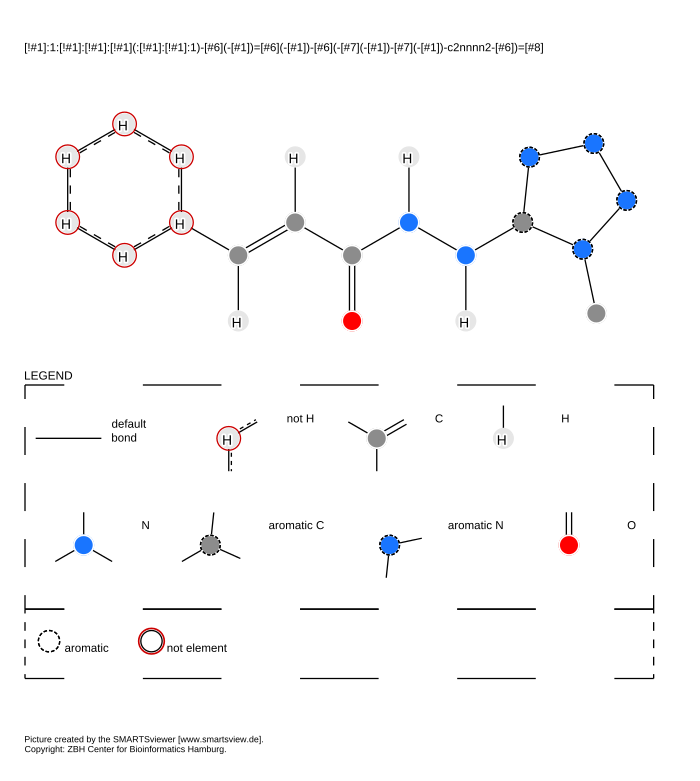 [!#1]:1:[!#1]:[!#1]:[!#1](:[!#1]:[!#1]:1)-[#6](-[#1])=[#6](-[#1])-[#6](-[#7](-[#1])-[#7](-[#1])-c2nnnn2-[#6])=[#8]
H
H H H H
H H
H
H H
LEGEND
default
bond
not H
C
H
H
H
N
aromatic C
aromatic N
O
aromatic
not element
Picture created by the SMARTSviewer [www.smartsview.de].
Copyright: ZBH Center for Bioinformatics Hamburg.